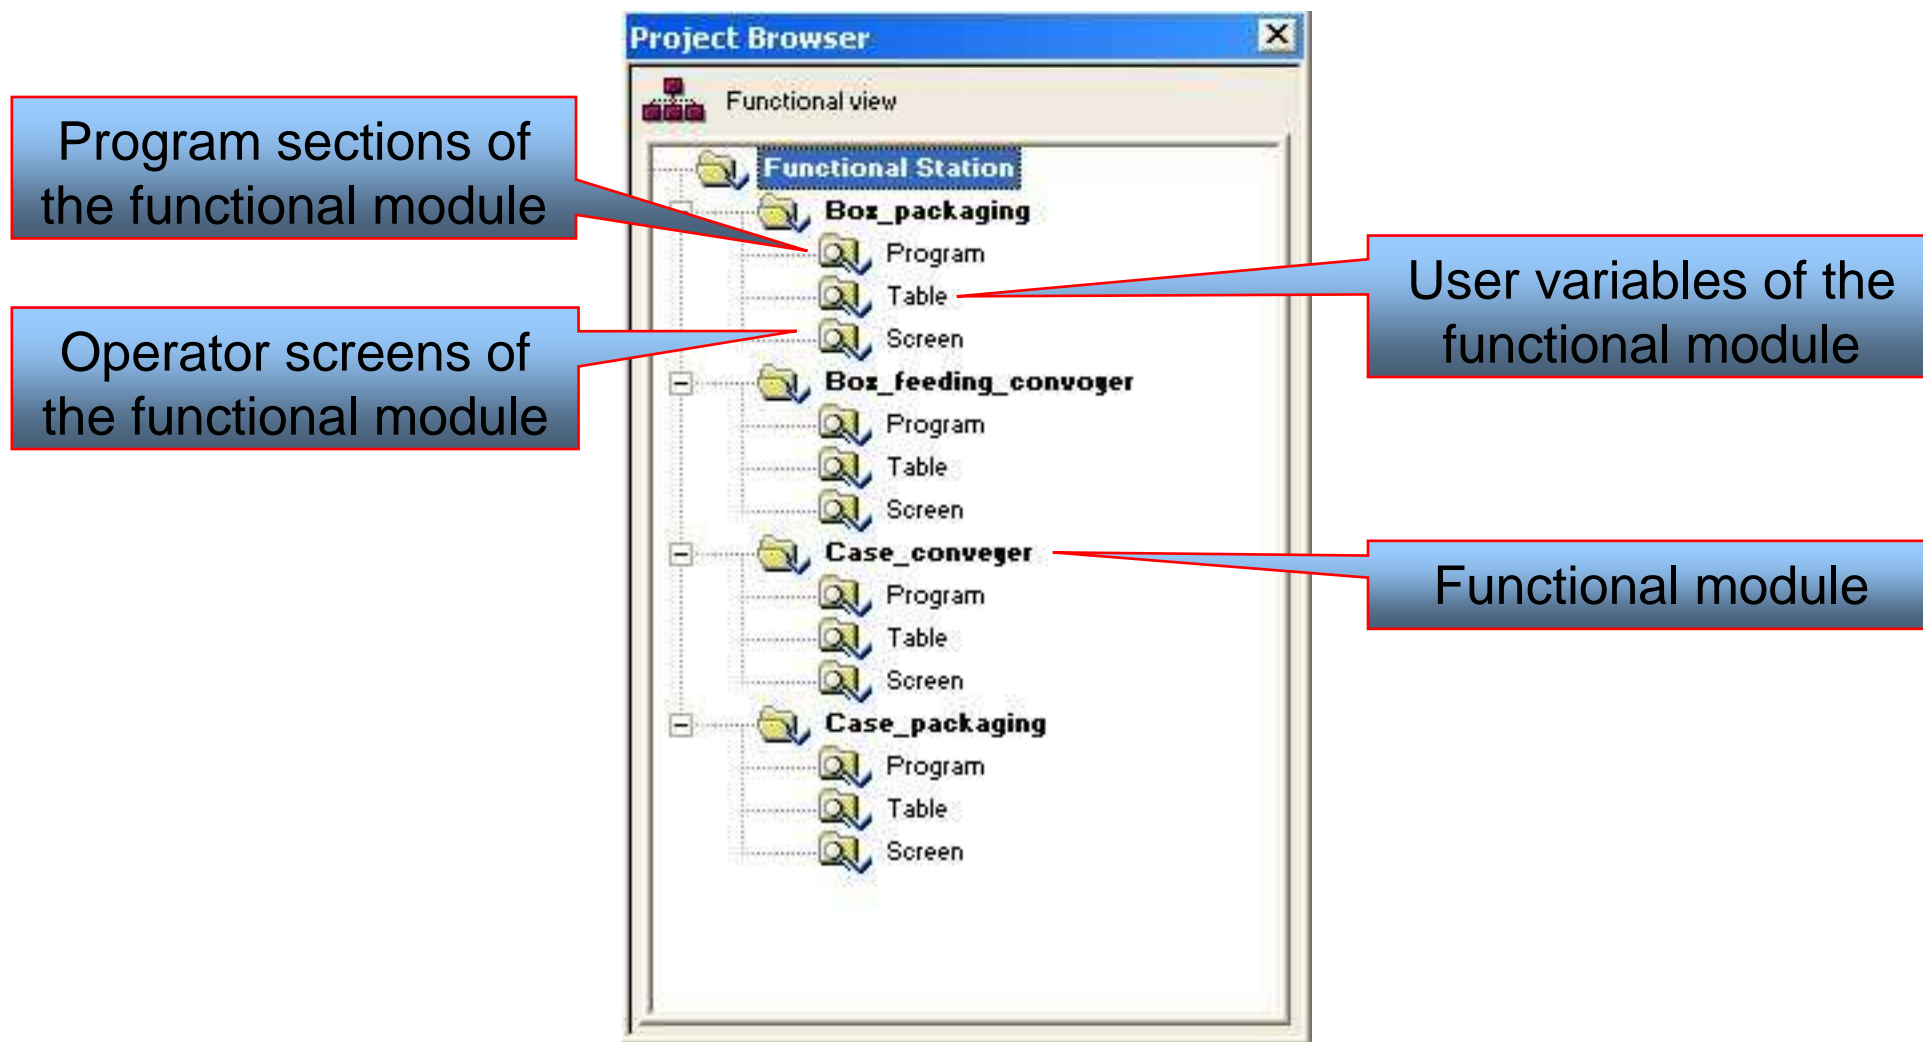 Project Browser
Functional view
Program sections of
the functional module
Operator screens of
the functional module
Functional Station
Box_packaging
Program
Table
Screen
Box_feeding_convoyer
Program
Table
Screen
Case_conveyer
Program
Table
Screen
Case_packaging
Program
Table
Screen
User variables of the
functional module
Functional module